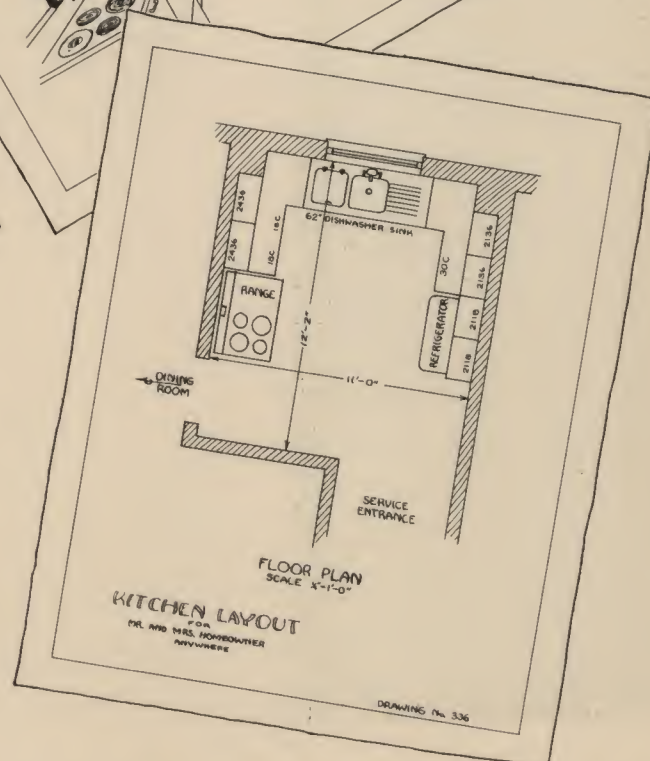 2436
2436
18C
18C
62" DISHWASHER SINK
30C
2136
2136
2118
2118
RANGE
REFRIGERATOR
12'-2"
11'-0"
DINING
ROOM
SERVICE
ENTRANCE
FLOOR PLAN
SCALE 1'-0"
KITCHEN LAYOUT
FOR
MR. AND MRS. HOMEOWNER
ANYWHERE
DRAWING No. 336